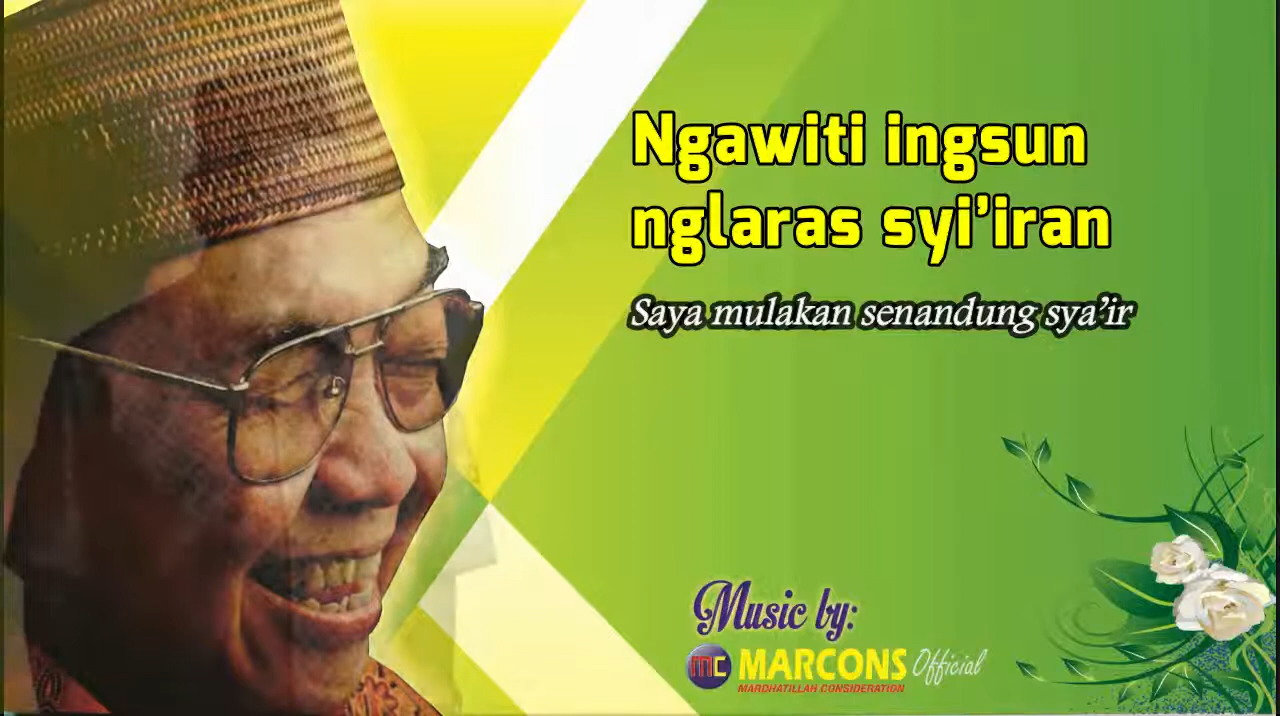 Ngawiti ingsun
nglaras syi’iran
Saya mulakan senandung sya’ir
Music by:
MC MARCONS Official
MARDHATILLAH CONSIDERATION